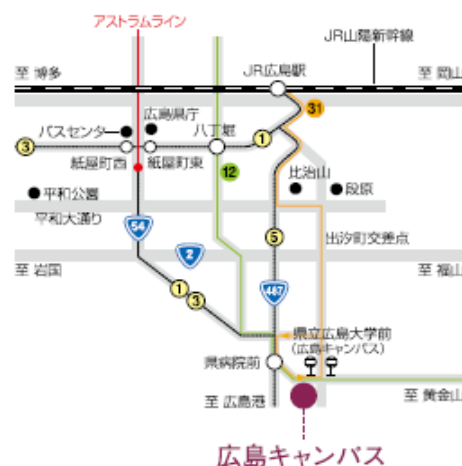 アストラムライン
JR山陽新幹線
至 博多
JR広島駅
至 岡山
31
広島県庁
バスセンター
八丁堀
1
3
紙屋町西
紙屋町東
12
比治山
段原
平和公園
平和大通り
54
5
出汐町交差点
2
至 岩国
至 福山
1
3
487
県立広島大学前
(広島キャンパス)
県病院前
至 広島港
至 黄金山
広島キャンパス